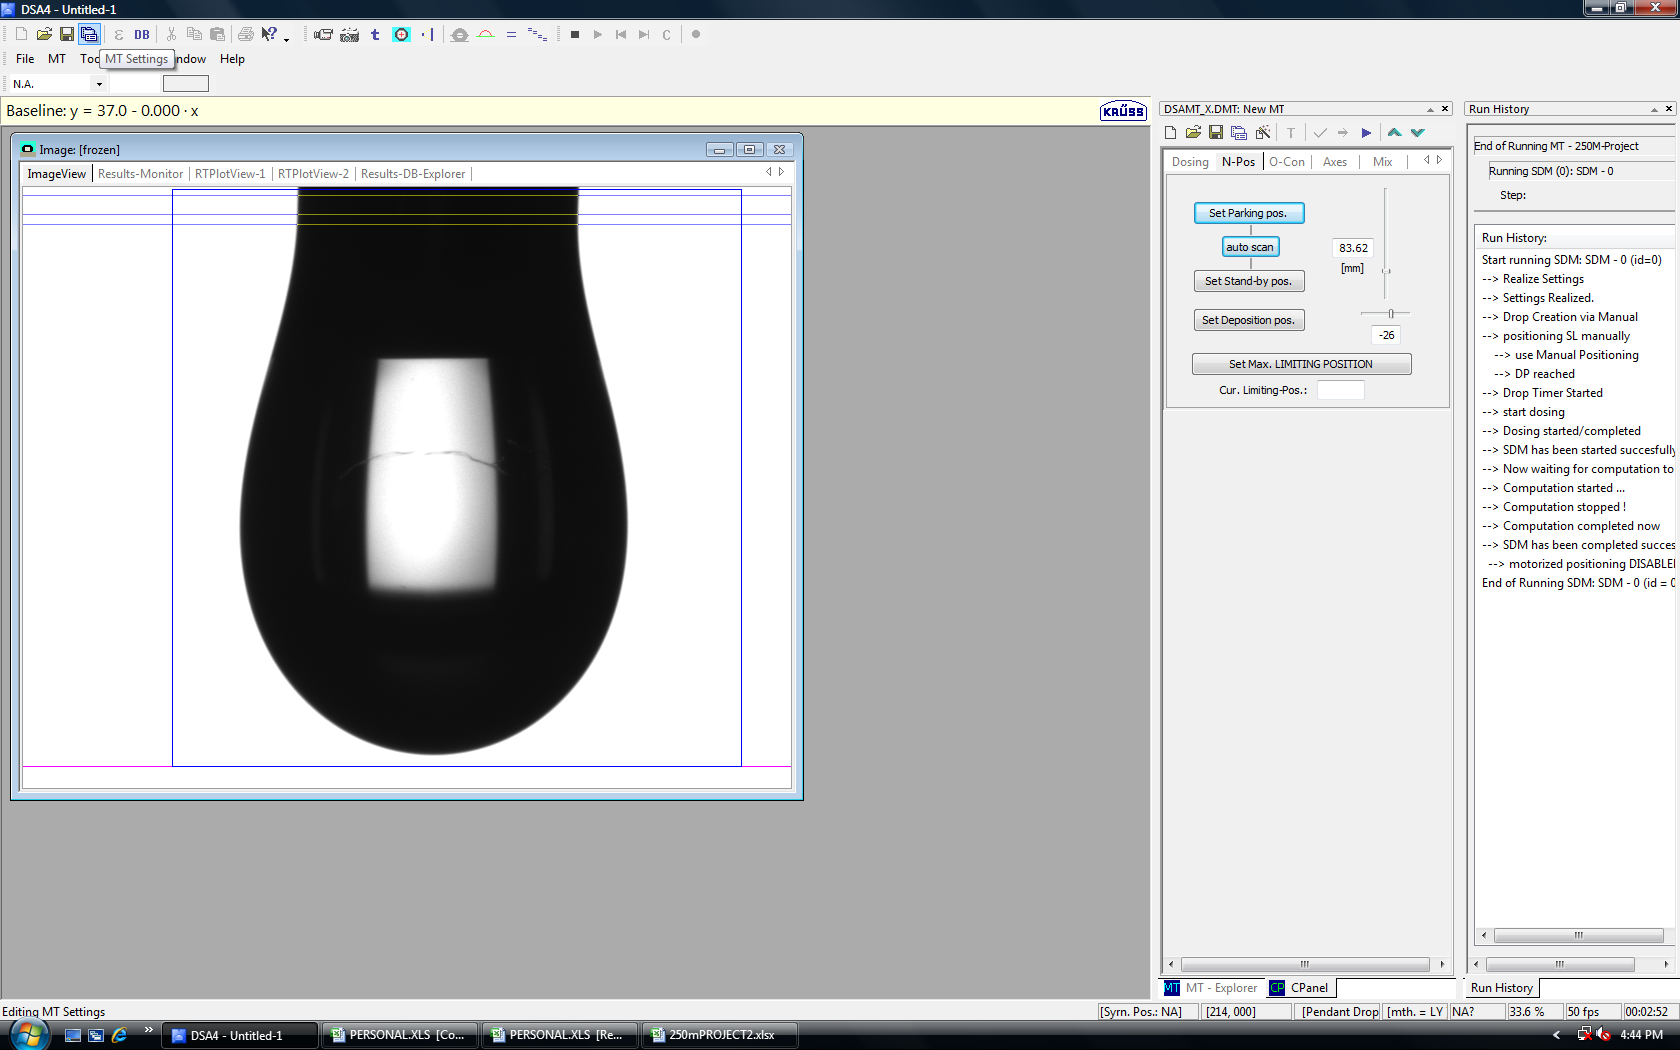 DSA4 - Untitled-1
ε DB
t
C
File MT Too
MT Settings
ndow Help
N.A.
Baseline: y = 37.0 - 0.000 · x
KRÜSS
Image: [frozen]
ImageView Results-Monitor RTPlotView-1 RTPlotView-2 Results-DB-Explorer
DSAMT_X.DMT: New MT
T
Dosing N-Pos O-Con Axes Mix
Set Parking pos.
auto scan
83.62
[mm]
Set Stand-by pos.
Set Deposition pos.
-26
Set Max. LIMITING POSITION
Cur. Limiting-Pos.:
MT MT - Explorer CP CPanel
Run History
End of Running MT - 250M-Project
Running SDM (0): SDM - 0
Step:
Run History:
Start running SDM: SDM - 0 (id=0)
--> Realize Settings
--> Settings Realized.
--> Drop Creation via Manual
--> positioning SL manually
--> use Manual Positioning
--> DP reached
--> Drop Timer Started
--> start dosing
--> Dosing started/completed
--> SDM has been started succesfully
--> Now waiting for computation to
--> Computation started ...
--> Computation stopped !
--> Computation completed now
--> SDM has been completed succes
--> motorized positioning DISABLE
End of Running SDM: SDM - 0 (id = 0
Run History
Editing MT Settings
[Syrn. Pos.: NA] [214, 000] [Pendant Drop [mth. = LY NA? 33.6 % 50 fps 00:02:52
DSA4 - Untitled-1 PERSONAL.XLS [Co... PERSONAL.XLS [Re... 250mPROJECT2.xlsx 4:44 PM